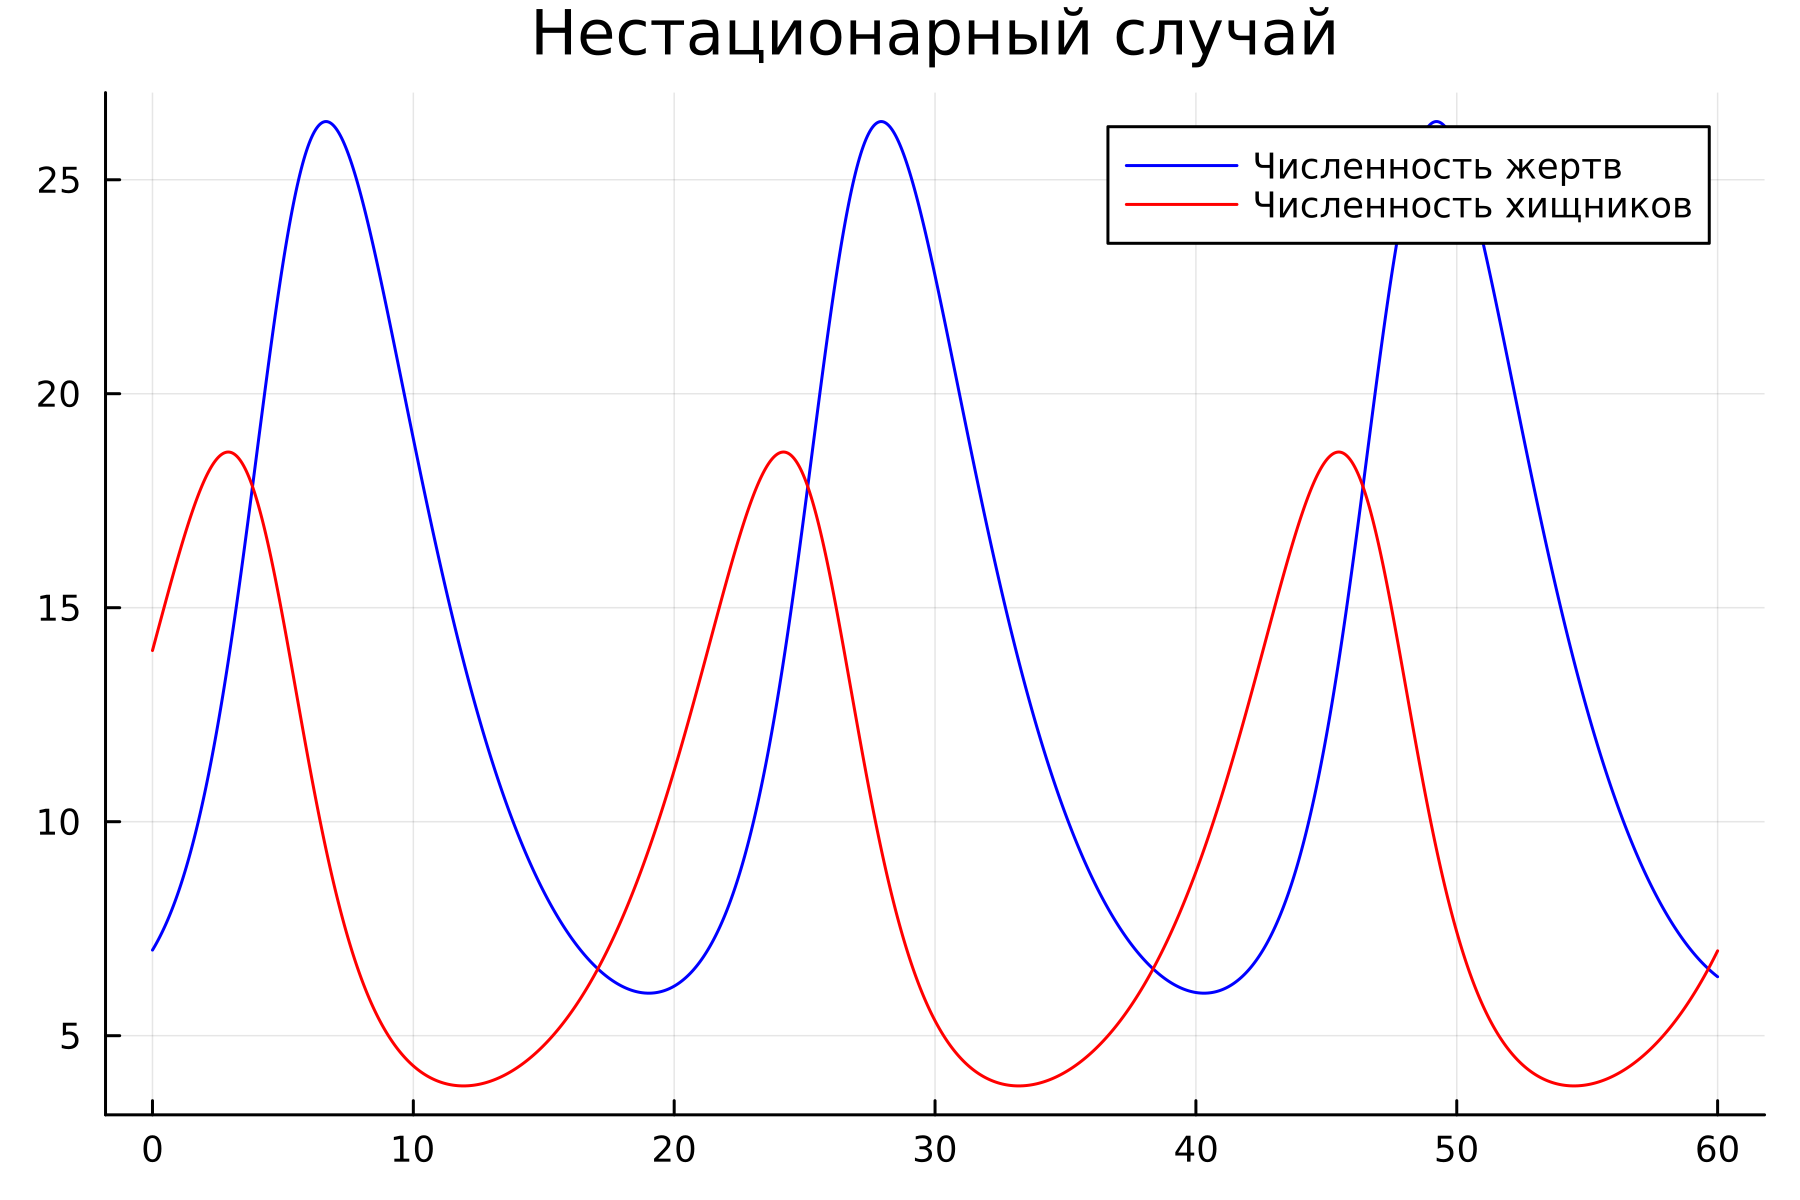 Нестационарный случай
Численность жертв
Численность хищников
25
20
15
10
5
0 10 20 30 40 50 60